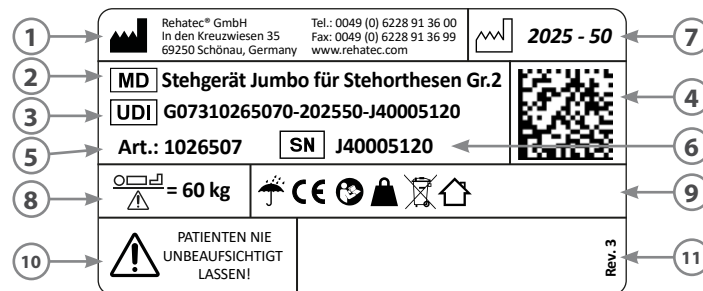 Rehatec® GmbH
In den Kreuzwiesen 35
69250 Schönau, Germany
Tel.: 0049 (0) 6228 91 36 00
Fax: 0049 (0) 6228 91 36 99
www.rehatec.com
2025 - 50
1
7
2
MD Stehgerät Jumbo für Stehorthesen Gr.2
3
UDI G07310265070-202550-J40005120
4
5
Art.: 1026507
SN J40005120
6
8
= 60 kg
CE
9
10
PATIENTEN NIE
UNBEAUFSICHTIGT
LASSEN!
Rev. 3
11